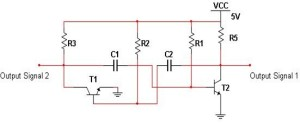 VCC
5V
R3
C1
R2
C2
R1
R5
Output Signal 2
T1
Output Signal 1
T2